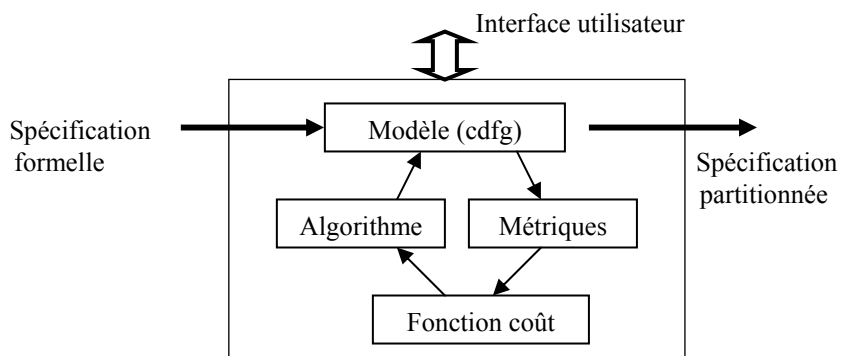 Interface utilisateur
Modèle (cdfg)
Spécification
formelle
Spécification
partitionnée
Algorithme
Métriques
Fonction coût